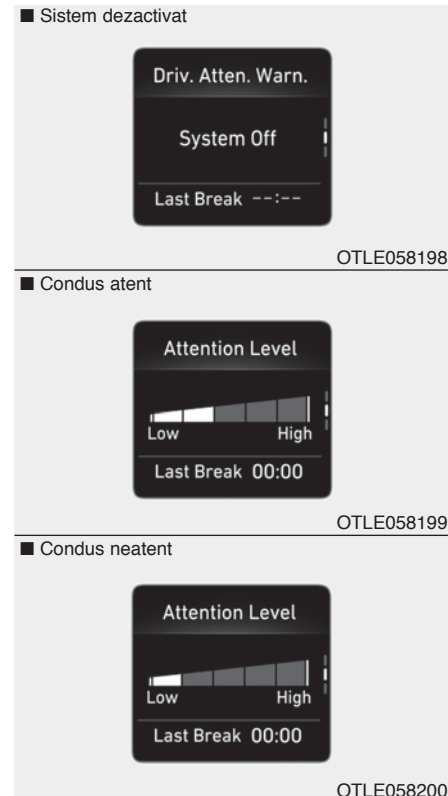 ■ Sistem dezactivat
Driv. Atten. Warn.
System Off
Last Break --:--
OTLE058198
■ Condus atent
Attention Level
Low High
Last Break 00:00
OTLE058199
■ Condus neatent
Attention Level
Low High
Last Break 00:00
OTLE058200